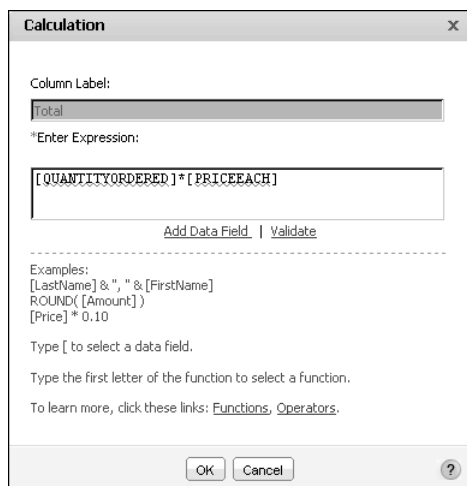 Calculation x
Column Label:
Total
*Enter Expression:
[QUANTITYORDERED]*[PRICEEACH]
Add Data Field | Validate
Examples:
[LastName] & ", " & [FirstName]
ROUND( [Amount] )
[Price] * 0.10
Type [ to select a data field.
Type the first letter of the function to select a function.
To learn more, click these links: Functions, Operators.
OK Cancel ?